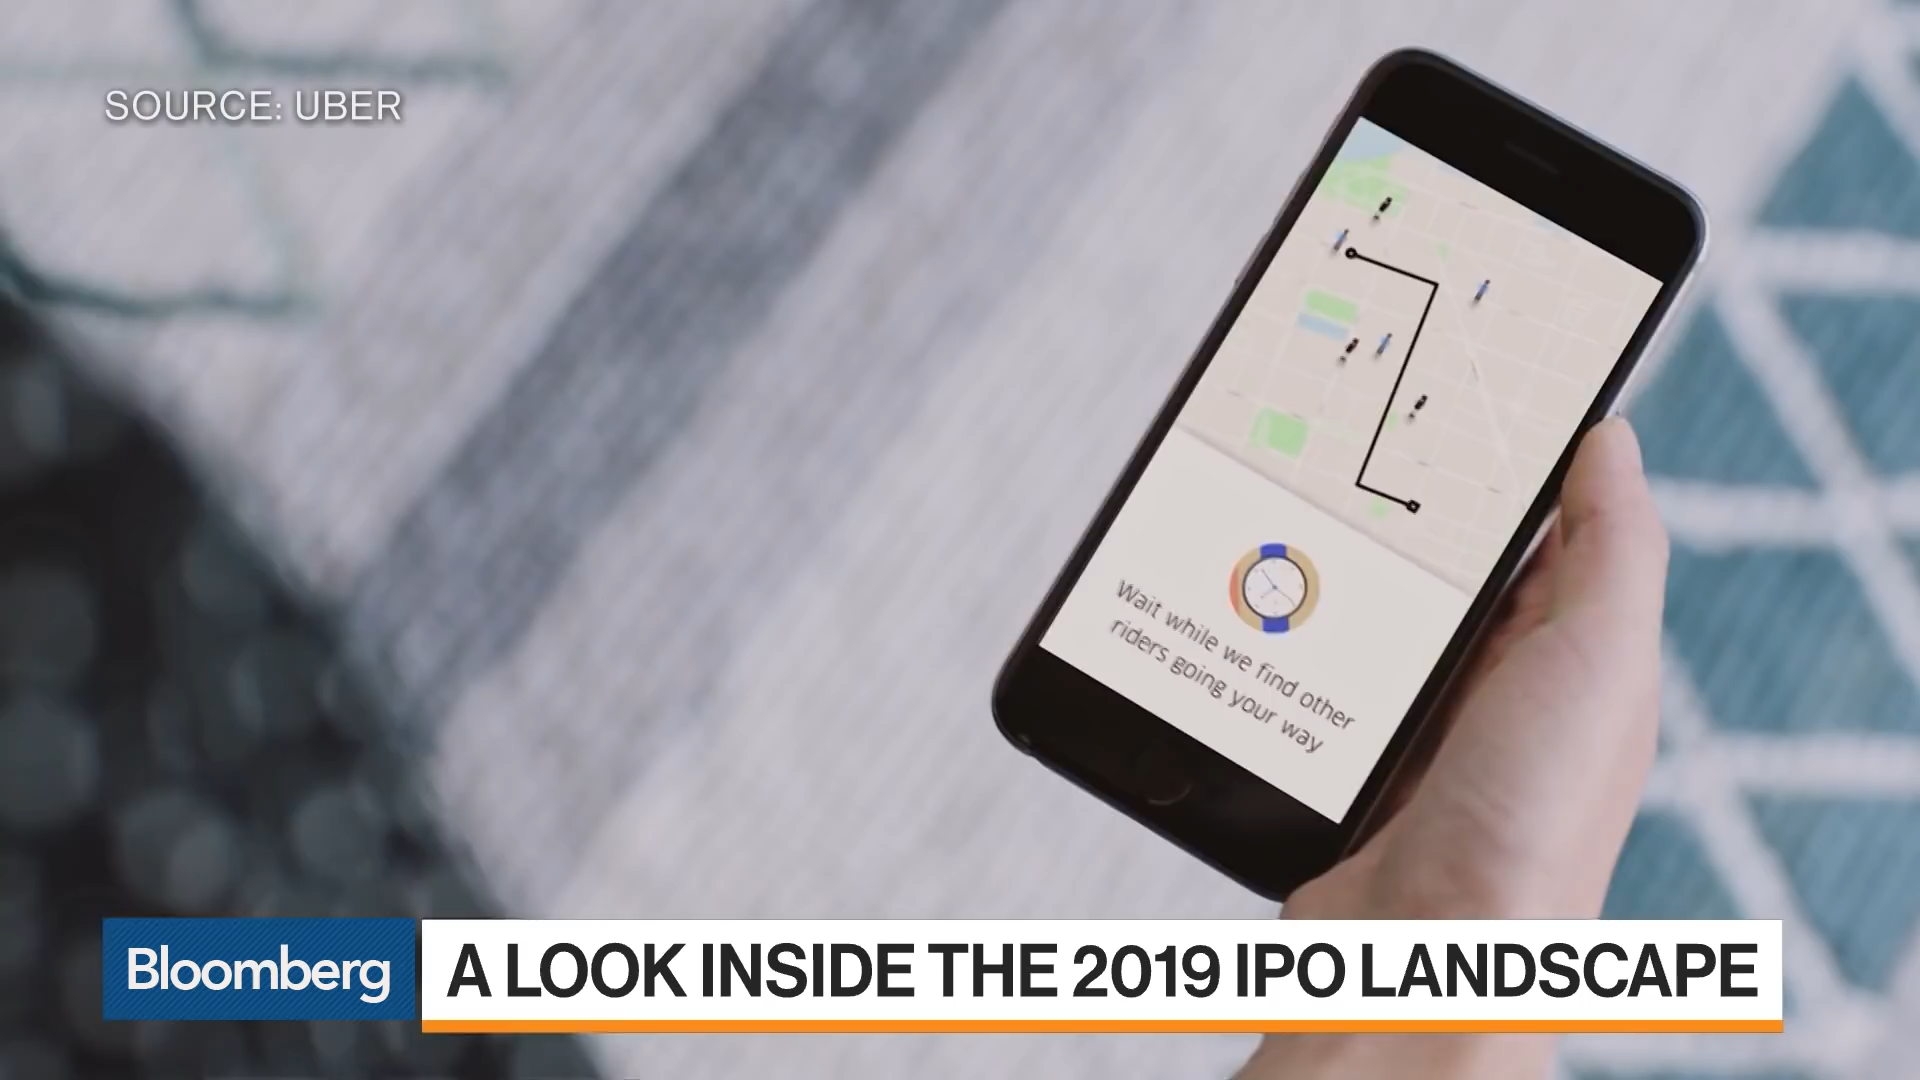 SOURCE: UBER
Wait while we find other
riders going your way
Bloomberg
A LOOK INSIDE THE 2019 IPO LANDSCAPE